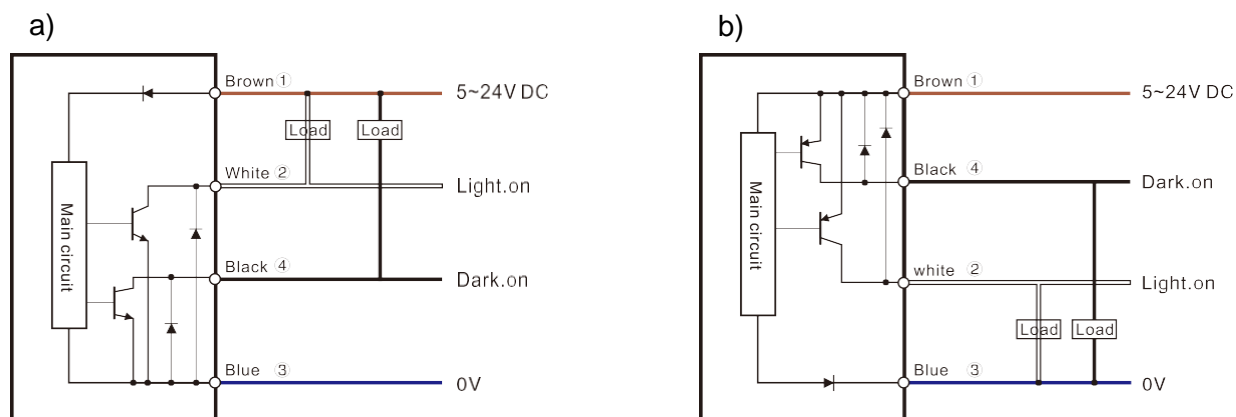 a)
Brown ①
5~24V DC
Load
Load
White ②
Light.on
Main circuit
Black ④
Dark.on
Blue ③
0V
b)
Brown ①
5~24V DC
Black ④
Dark.on
Main circuit
white ②
Light.on
Load
Load
Blue ③
0V